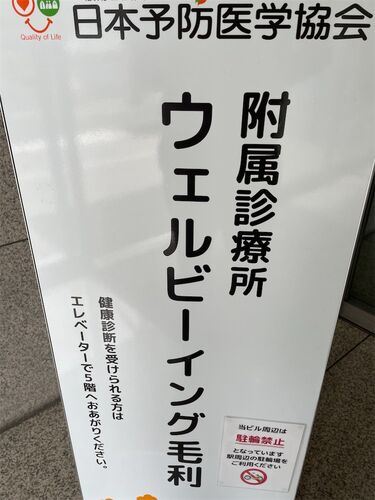 Quality of Life
日本予防医学協会
附属診療所
ウェルビーイング毛利
健康診断を受けられる方は
エレベーターで5階へおあがりください。
当ビル周辺は
駐輪禁止
となっています
駅周辺の駐輪場を
ご利用ください